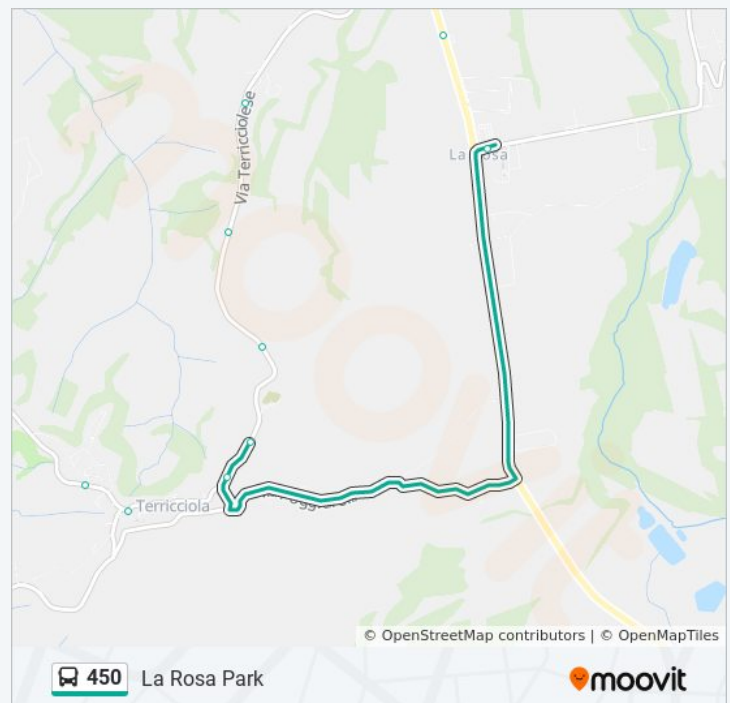 Via Terricciolese
La Rosa
Terricciola
© OpenStreetMap contributors | © OpenMapTiles
450 La Rosa Park
moovit